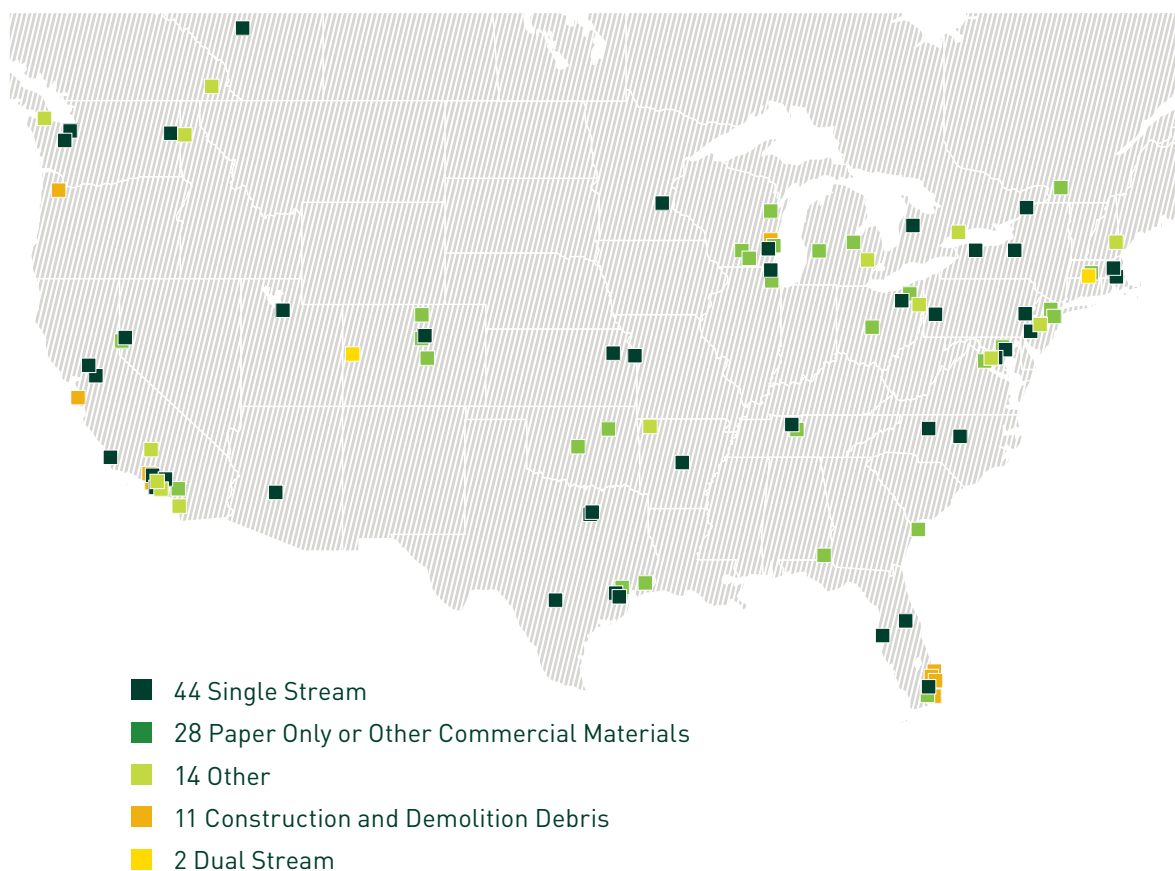 44 Single Stream
28 Paper Only or Other Commercial Materials
14 Other
11 Construction and Demolition Debris
2 Dual Stream